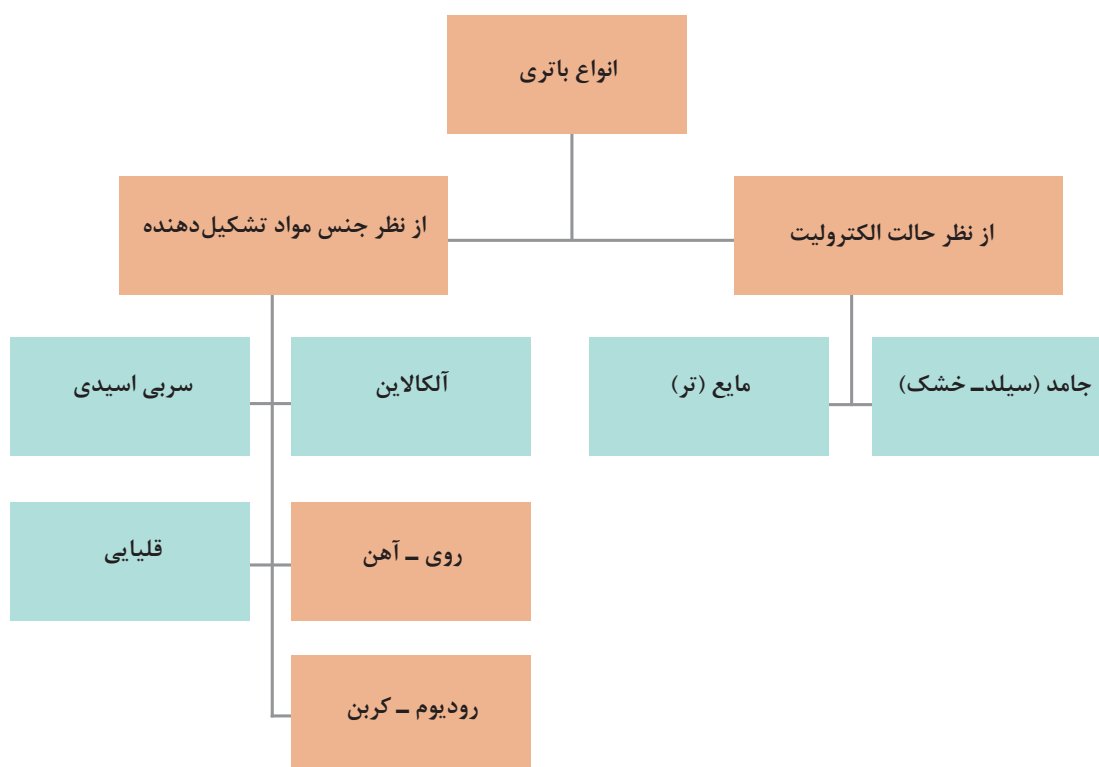 انواع باتری
از نظر حالت الکترولیت
از نظر جنس مواد تشکیل‌دهنده
جامد (سیلدــ خشک)
مایع (تر)
آلکالاین
سربی اسیدی
روی ــ آهن
قلیایی
رودیوم ــ کربن